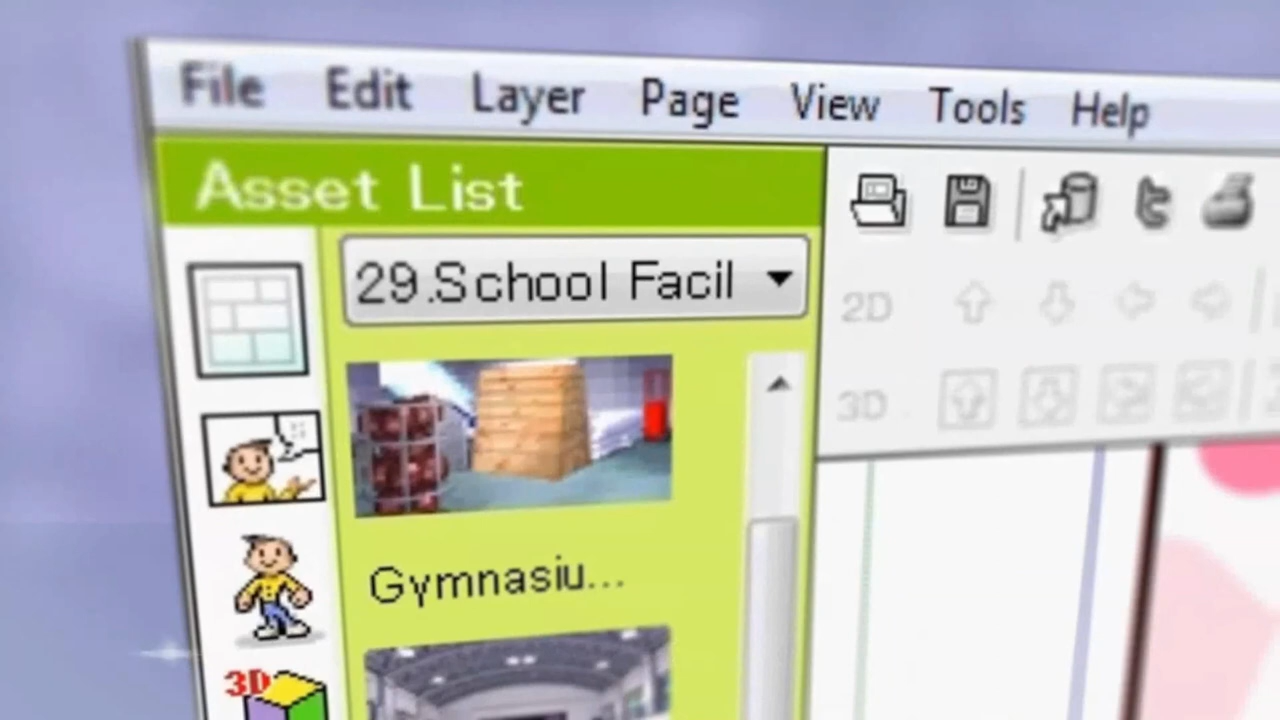 File Edit Layer Page View Tools Help
Asset List
29.School Facil
2D
3D
Gymnasiu...
3D